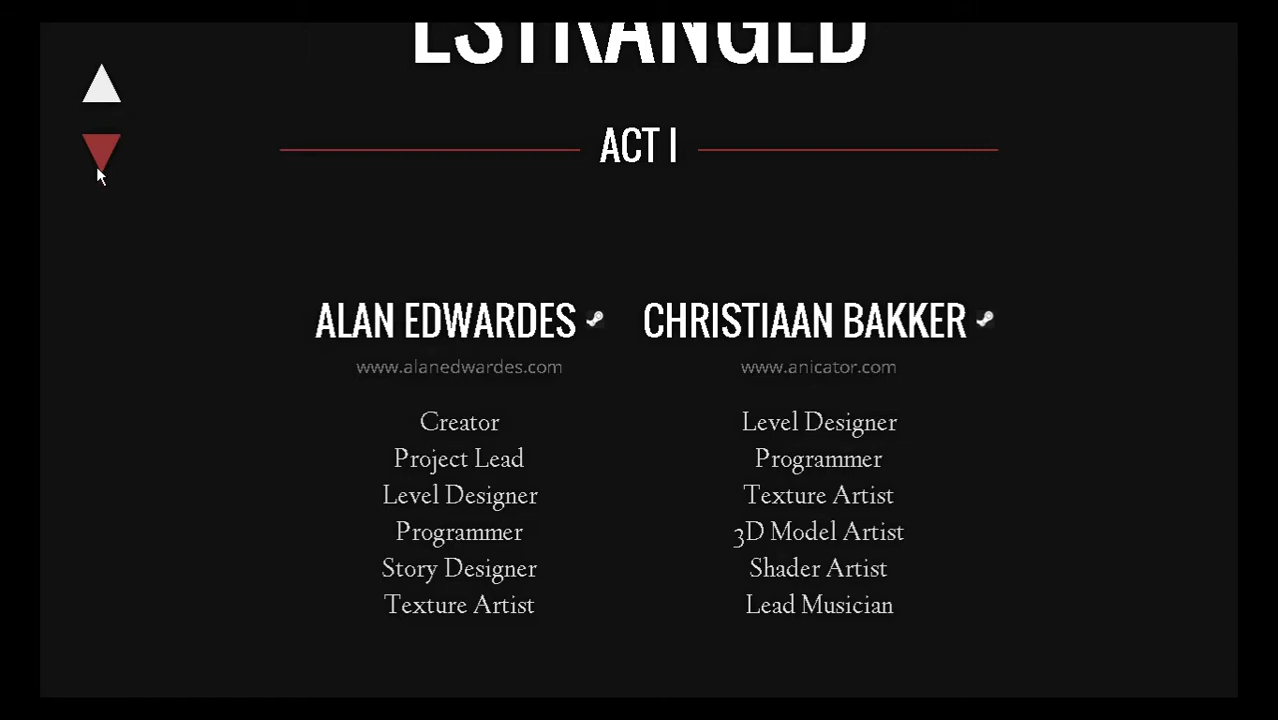 ESTRANGED
ACT I
ALAN EDWARDES
www.alanedwardes.com
Creator
Project Lead
Level Designer
Programmer
Story Designer
Texture Artist
CHRISTIAAN BAKKER
www.anicator.com
Level Designer
Programmer
Texture Artist
3D Model Artist
Shader Artist
Lead Musician